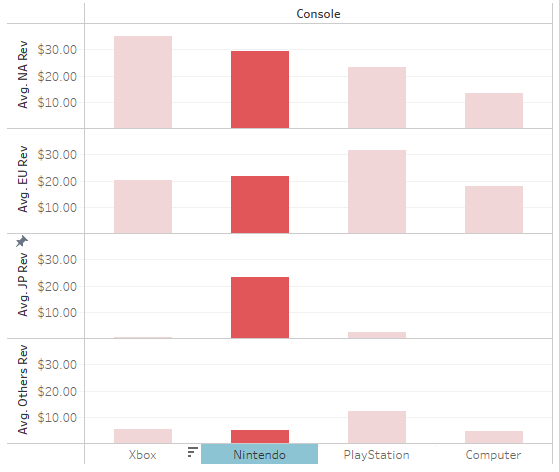 Console
Avg. NA Rev
$30.00
$20.00
$10.00
Avg. EU Rev
$30.00
$20.00
$10.00
Avg. JP Rev
$30.00
$20.00
$10.00
Avg. Others Rev
$30.00
$20.00
$10.00
Xbox Nintendo PlayStation Computer